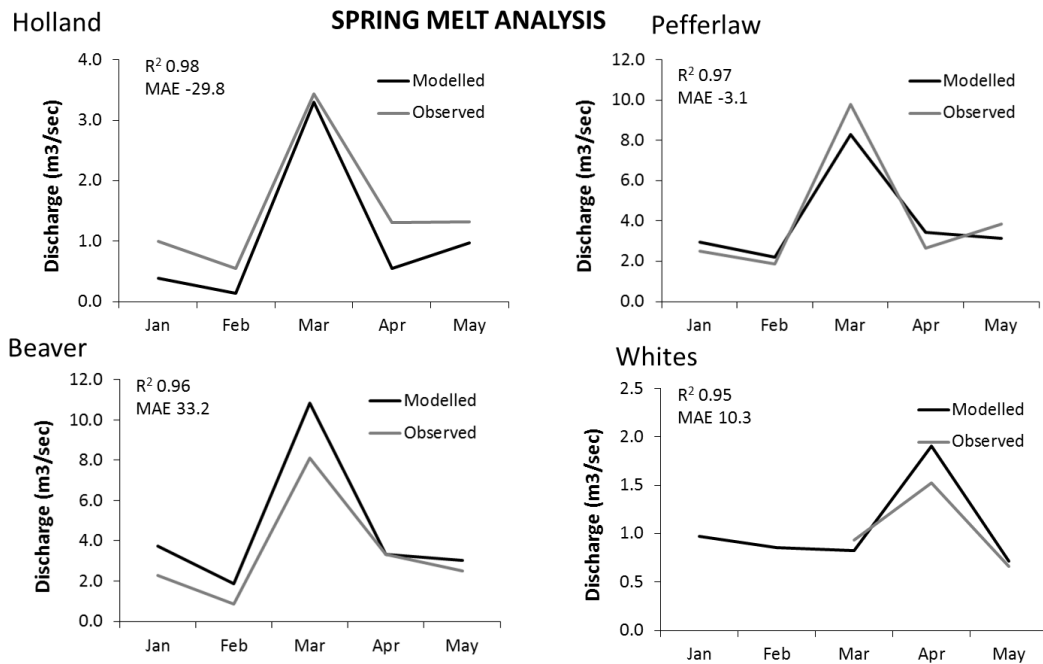 SPRING MELT ANALYSIS
Holland
R² 0.98
MAE -29.8
Modelled
Observed
Discharge (m3/sec)
4.0
3.0
2.0
1.0
0.0
Jan Feb Mar Apr May
Pefferlaw
R² 0.97
MAE -3.1
Modelled
Observed
Discharge (m3/sec)
12.0
10.0
8.0
6.0
4.0
2.0
0.0
Jan Feb Mar Apr May
Beaver
R² 0.96
MAE 33.2
Modelled
Observed
Discharge (m3/sec)
12.0
10.0
8.0
6.0
4.0
2.0
0.0
Jan Feb Mar Apr May
Whites
R² 0.95
MAE 10.3
Modelled
Observed
Discharge (m3/sec)
2.5
2.0
1.5
1.0
0.5
0.0
Jan Feb Mar Apr May